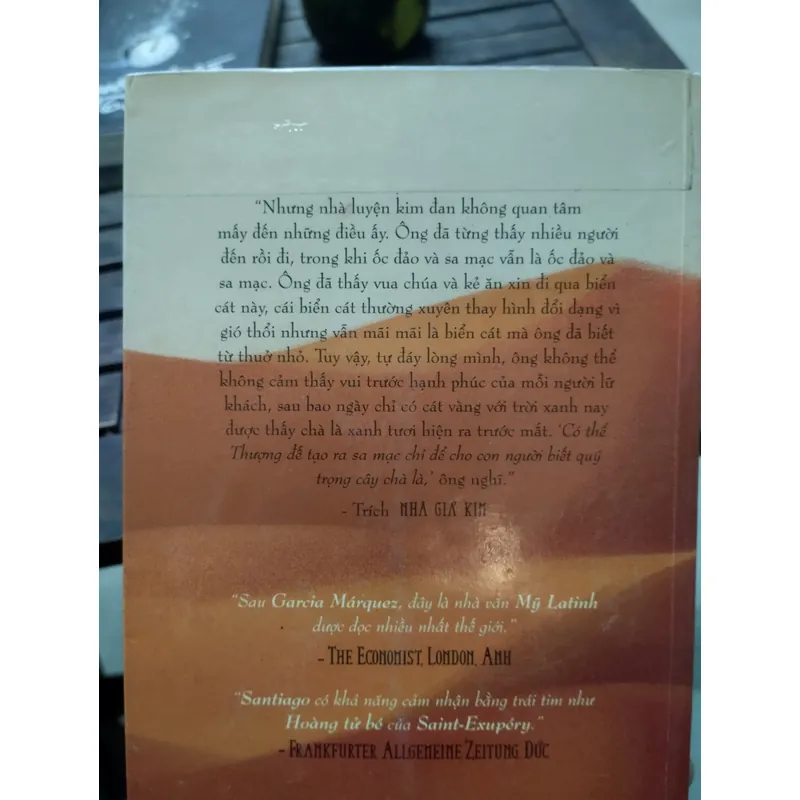 "Nhưng nhà luyện kim đan không quan tâm
mấy đến những điều ấy. Ông đã từng thấy nhiều người
đến rồi đi, trong khi ốc đảo và sa mạc vẫn là ốc đảo và
sa mạc. Ông đã thấy vua chúa và kẻ ăn xin đi qua biển
cát này, cái biển cát thường xuyên thay hình đổi dạng vì
gió thổi nhưng vẫn mãi mãi là biển cát mà ông đã biết
từ thuở nhỏ. Tuy vậy, tự đáy lòng mình, ông không thể
không cảm thấy vui trước hạnh phúc của mỗi người lữ
khách, sau bao ngày chỉ có cát vàng với trời xanh nay
được thấy chà là xanh tươi hiện ra trước mắt. 'Có thể
Thượng đế tạo ra sa mạc chỉ để cho con người biết quý
trọng cây chà là,' ông nghĩ."
- Trích NHÀ GIẢ KIM
"Sau Garcia Márquez, đây là nhà văn Mỹ Latinh
được đọc nhiều nhất thế giới."
- THE ECONOMIST, LONDON, ANH
"Santiago có khả năng cảm nhận bằng trái tim như
Hoàng tử bé của Saint-Exupéry."
- FRANKFURTER ALLGEMEINE ZEITUNG, ĐỨC